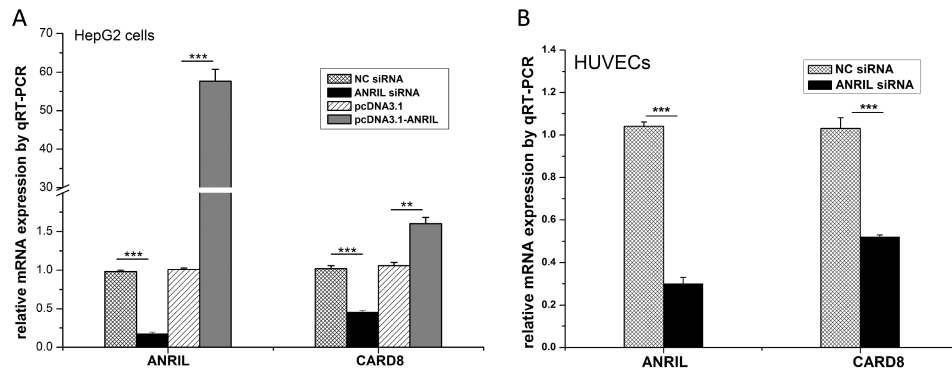 A
HepG2 cells
relative mRNA expression by qRT-PCR
70
60
50
40
30
1.5
1.0
0.5
0.0
***
***
***
**
NC siRNA
ANRIL siRNA
pcDNA3.1
pcDNA3.1-ANRIL
ANRIL
CARD8
B
HUVECs
relative mRNA expression by qRT-PCR
1.4
1.2
1.0
0.8
0.6
0.4
0.2
0.0
***
***
NC siRNA
ANRIL siRNA
ANRIL
CARD8